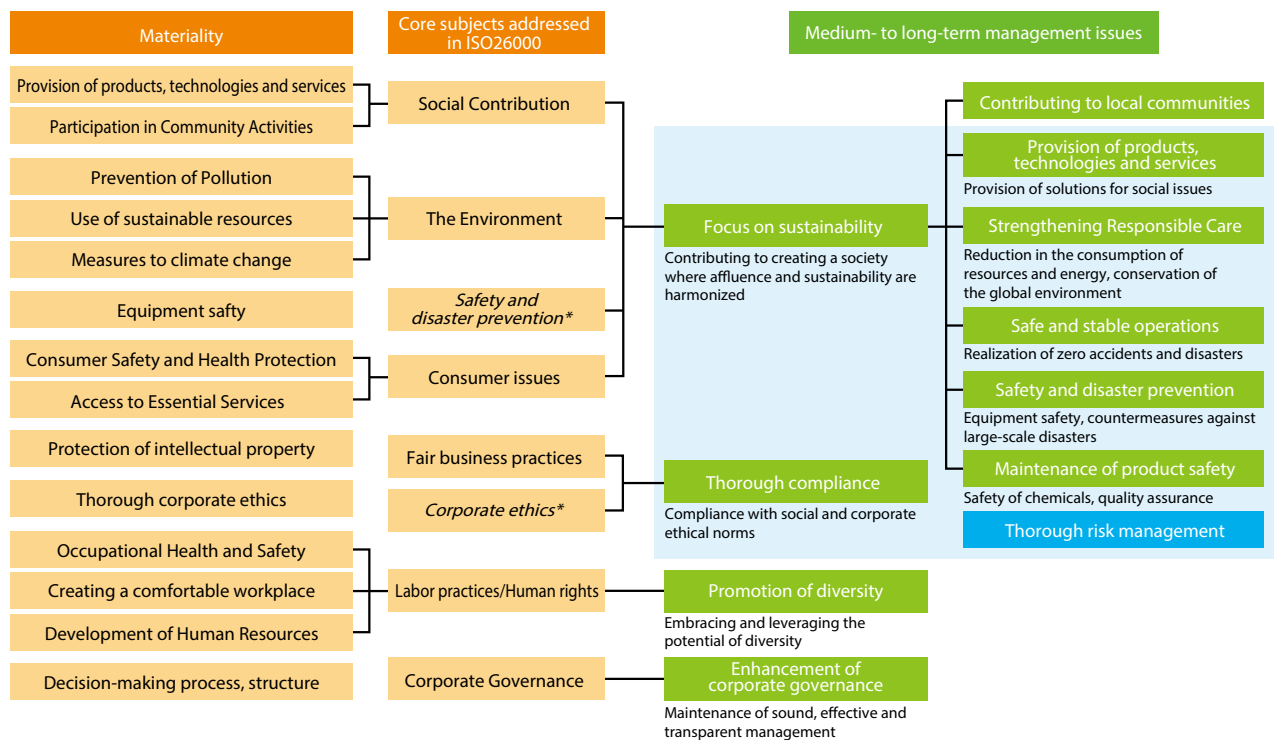 Materiality
Core subjects addressed
in ISO26000
Medium- to long-term management issues
Provision of products, technologies and services
Participation in Community Activities
Prevention of Pollution
Use of sustainable resources
Measures to climate change
Equipment safty
Consumer Safety and Health Protection
Access to Essential Services
Protection of intellectual property
Thorough corporate ethics
Occupational Health and Safety
Creating a comfortable workplace
Development of Human Resources
Decision-making process, structure
Social Contribution
The Environment
Safety and
disaster prevention*
Consumer issues
Fair business practices
Corporate ethics*
Labor practices/Human rights
Corporate Governance
Focus on sustainability
Contributing to creating a society
where affluence and sustainability are
harmonized
Thorough compliance
Compliance with social and corporate
ethical norms
Promotion of diversity
Embracing and leveraging the
potential of diversity
Enhancement of
corporate governance
Maintenance of sound, effective and
transparent management
Contributing to local communities
Provision of products,
technologies and services
Provision of solutions for social issues
Strengthening Responsible Care
Reduction in the consumption of
resources and energy, conservation of
the global environment
Safe and stable operations
Realization of zero accidents and disasters
Safety and disaster prevention
Equipment safety, countermeasures against
large-scale disasters
Maintenance of product safety
Safety of chemicals, quality assurance
Thorough risk management